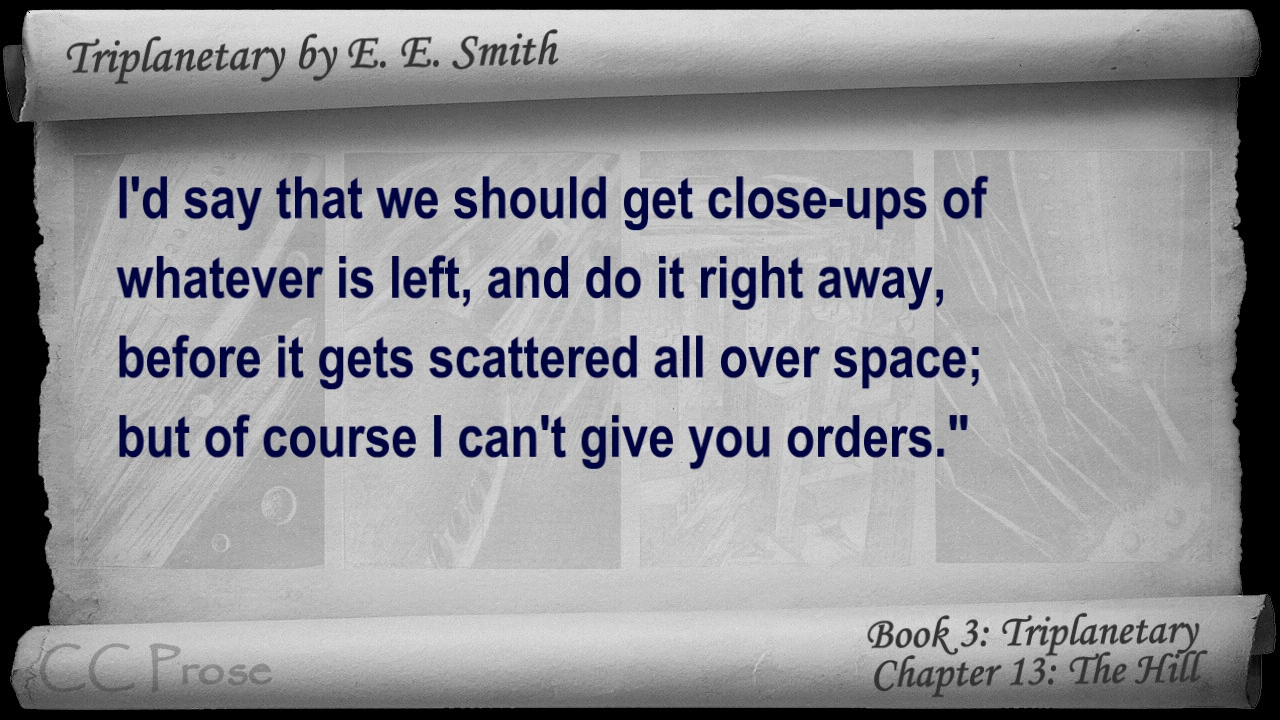 Triplanetary by E. E. Smith
I'd say that we should get close-ups of
whatever is left, and do it right away,
before it gets scattered all over space;
but of course I can't give you orders."
Book 3: Triplanetary
Chapter 13: The Hill
CC Prose